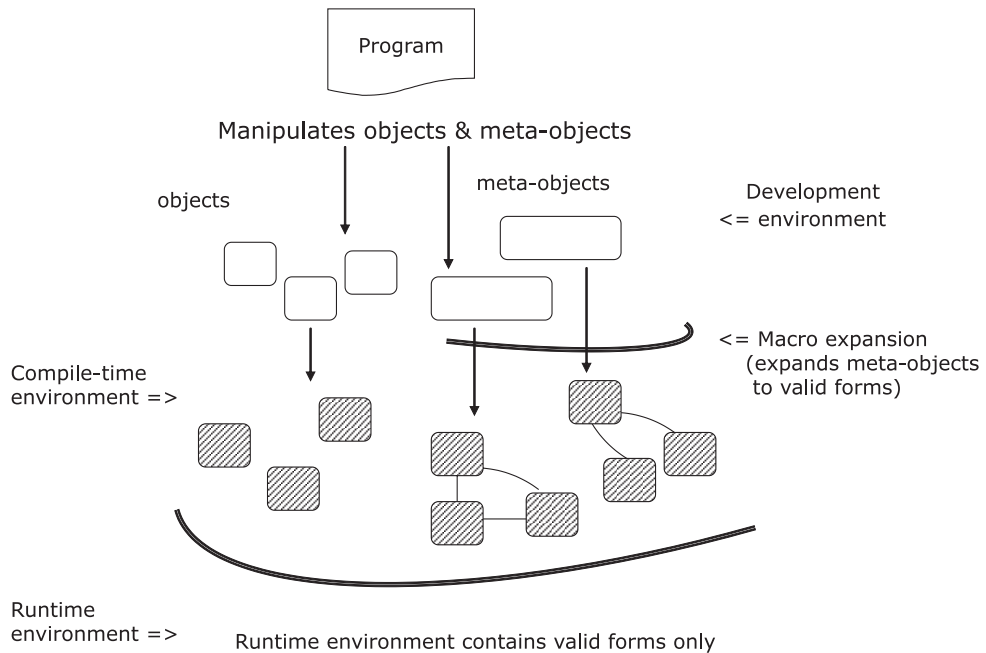 Program
Manipulates objects & meta-objects
objects
meta-objects
Development
<= environment
<= Macro expansion
(expands meta-objects
to valid forms)
Compile-time
environment =>
Runtime
environment =>
Runtime environment contains valid forms only